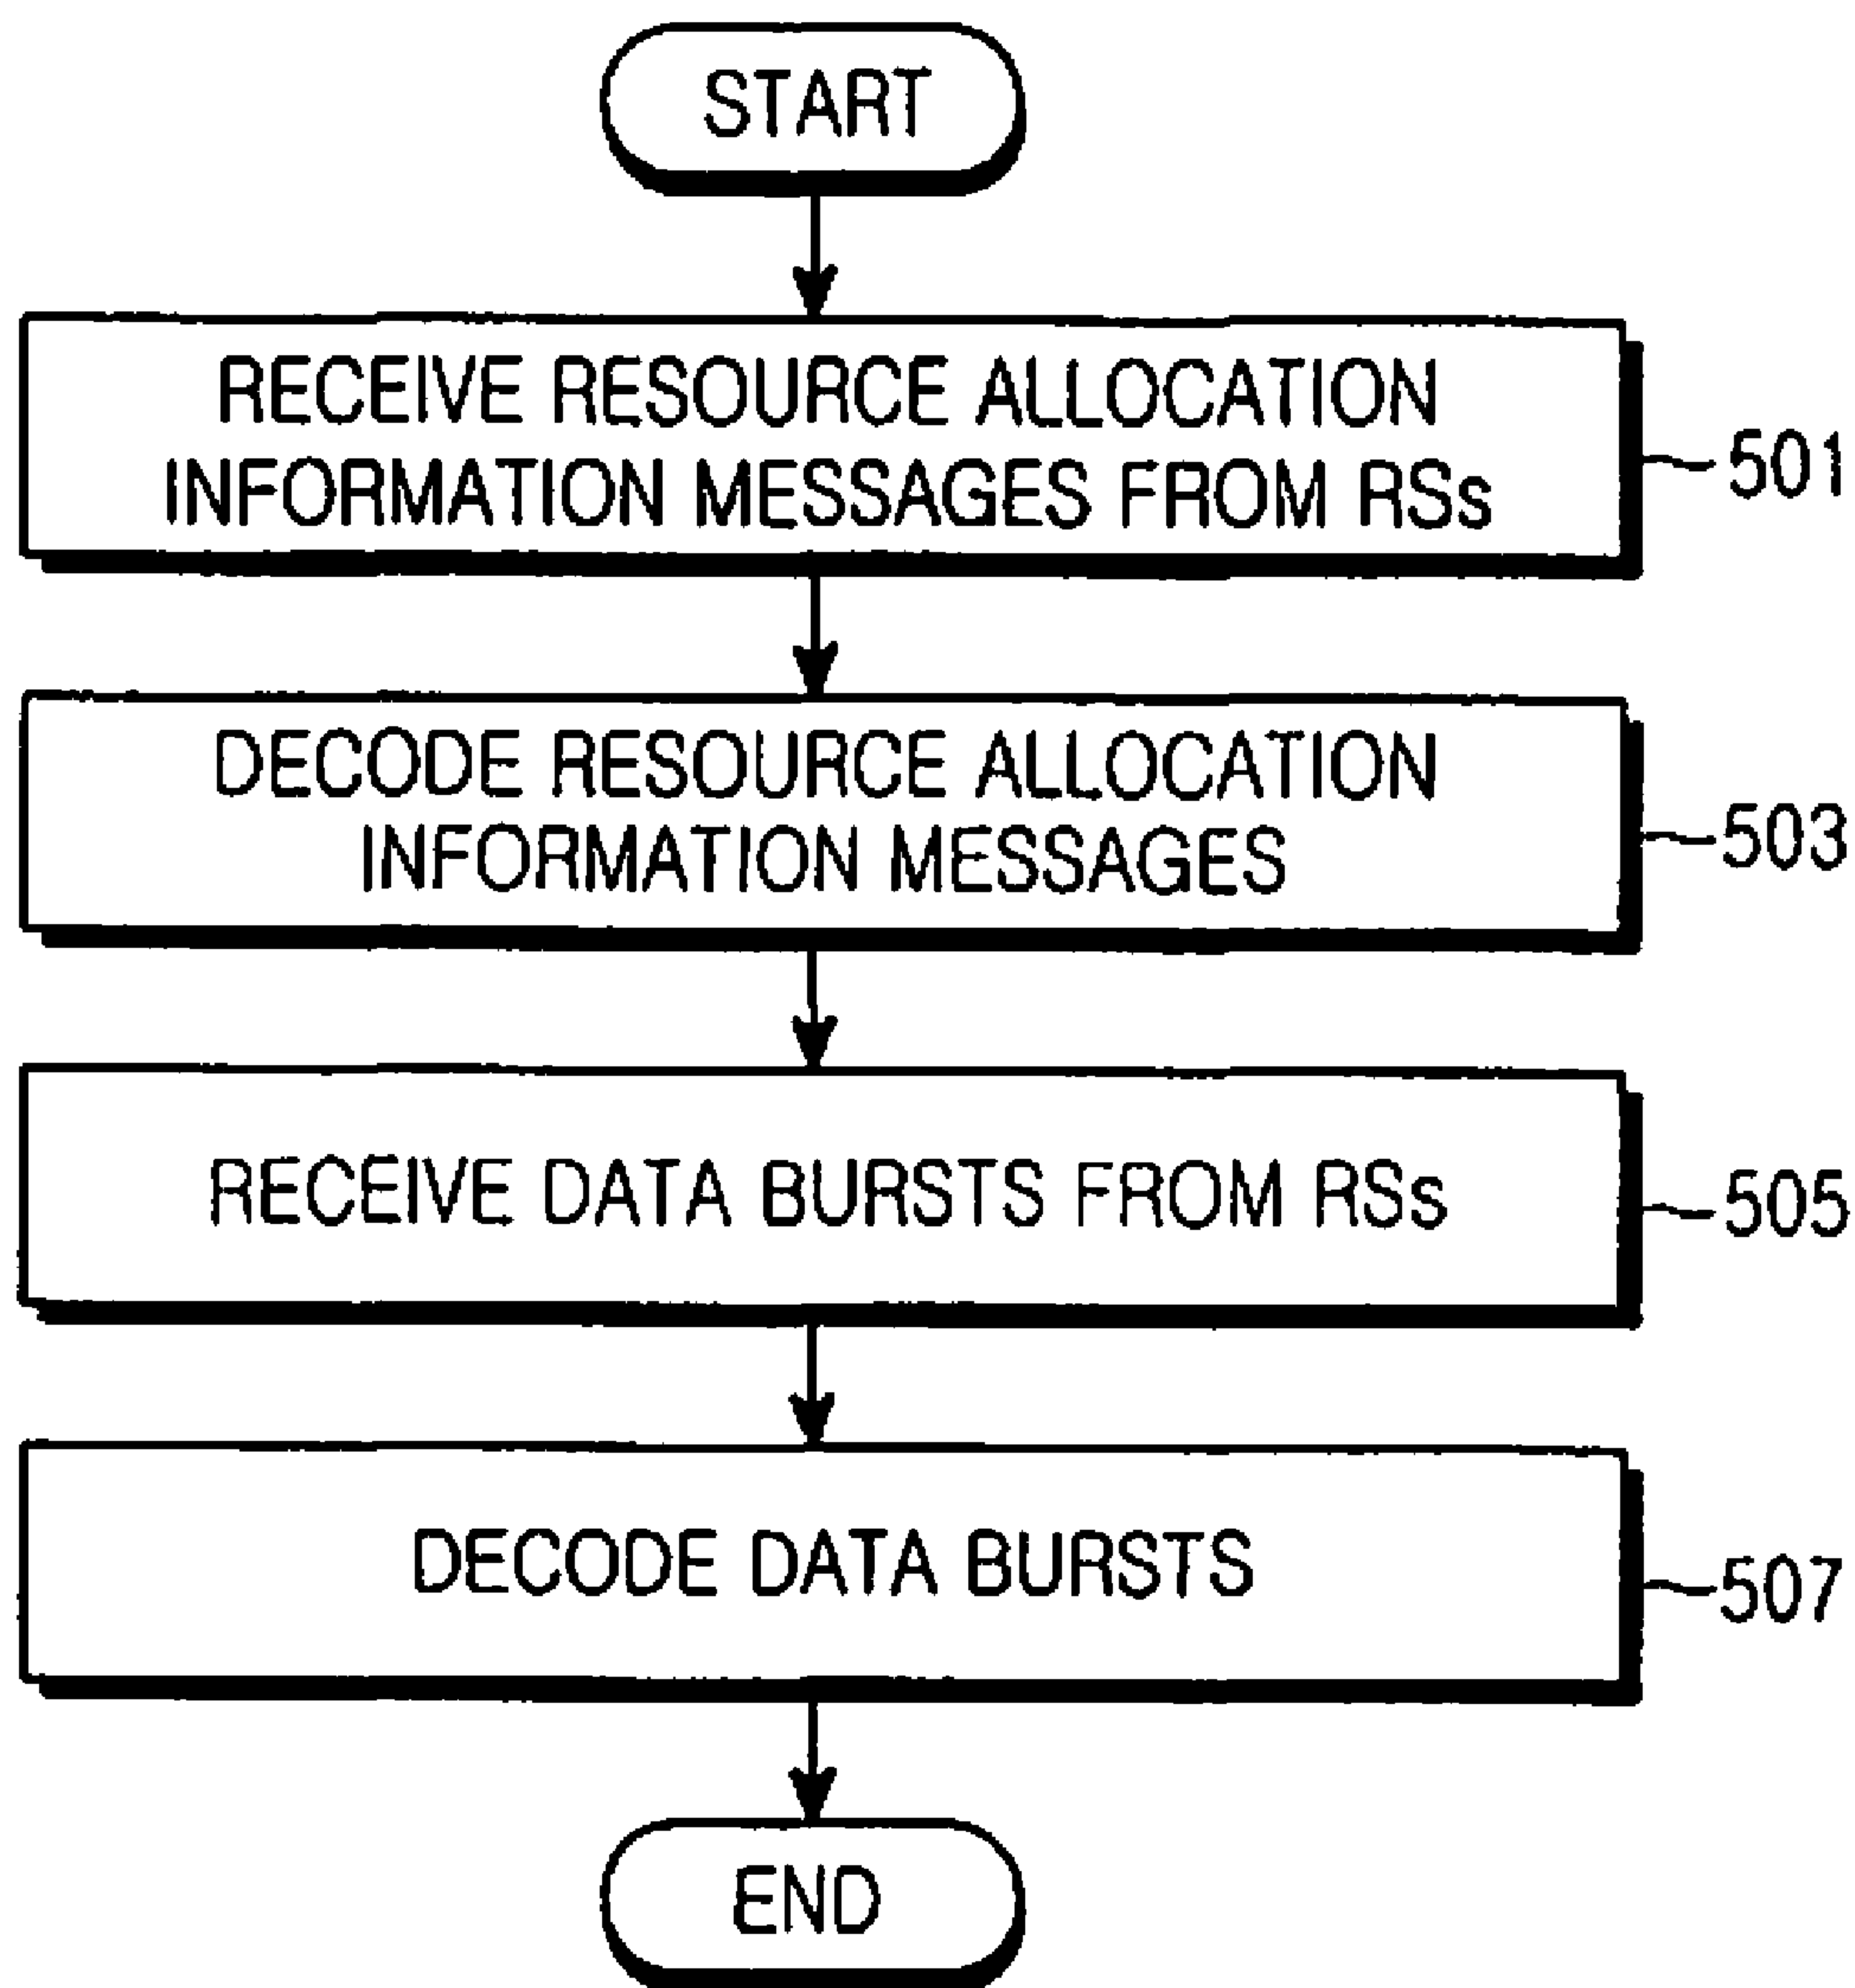 START
RECEIVE RESOURCE ALLOCATION
INFORMATION MESSAGES FROM RSs
501
DECODE RESOURCE ALLOCATION
INFORMATION MESSAGES
503
RECEIVE DATA BURSTS FROM RSs
505
DECODE DATA BURSTS
507
END